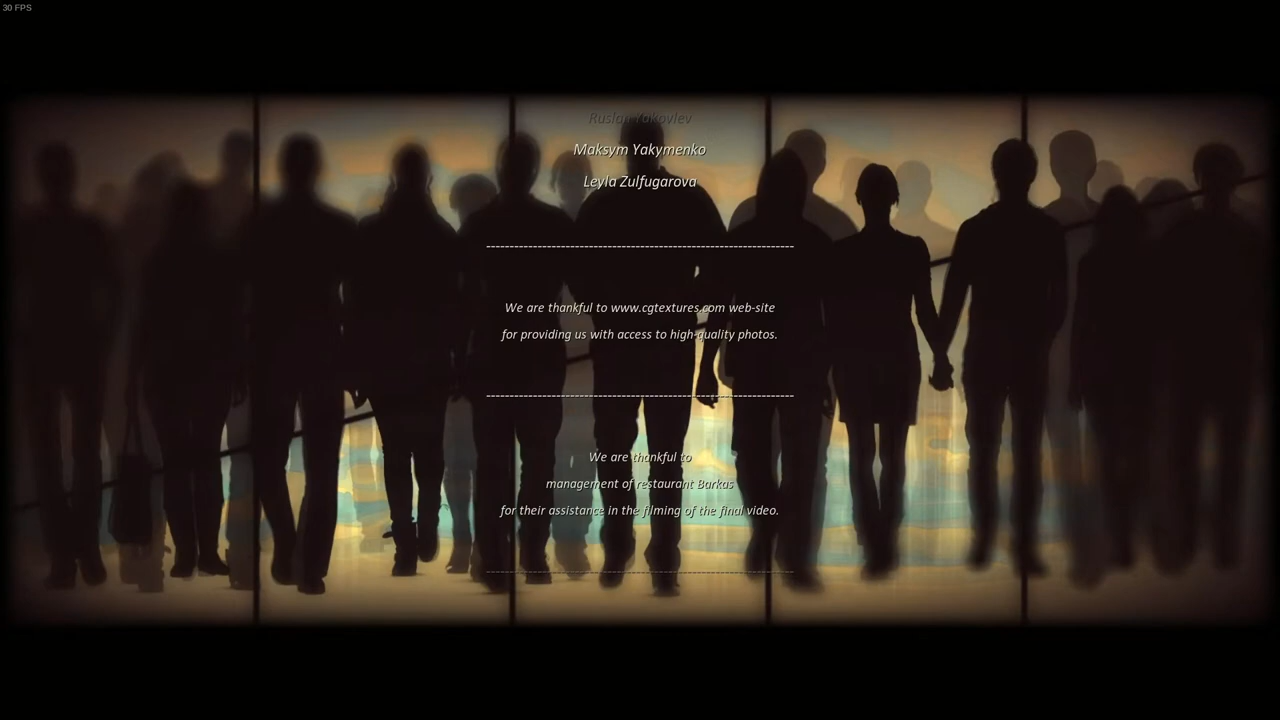 30 FPS
Ruslan Yakovlev
Maksym Yakymenko
Leyla Zulfugarova
------------------------------------------------------------------
We are thankful to www.cgtextures.com web-site
for providing us with access to high-quality photos.
------------------------------------------------------------------
We are thankful to
management of restaurant Barkas
for their assistance in the filming of the final video.
------------------------------------------------------------------